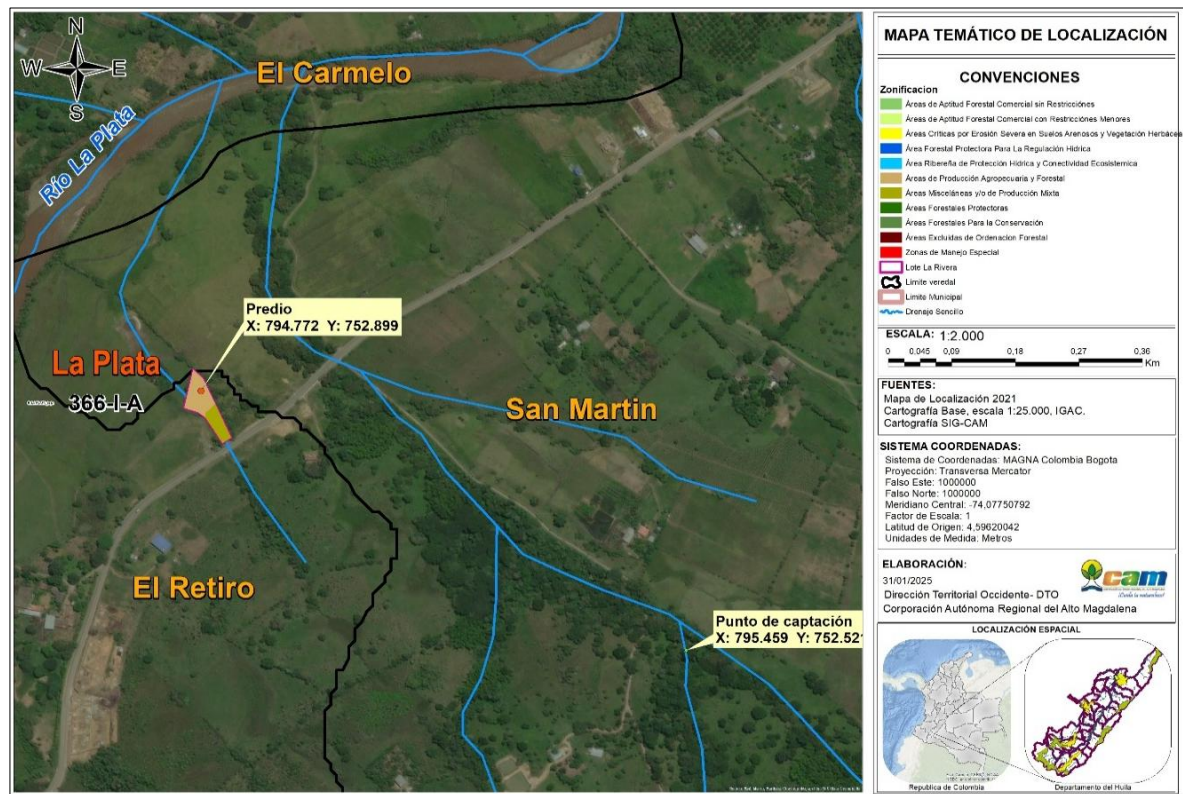 N
W E
S
El Carmelo
Río La Plata
Predio
X: 794.772 Y: 752.899
La Plata
366-I-A
San Martin
El Retiro
Punto de captación
X: 795.459 Y: 752.521
MAPA TEMÁTICO DE LOCALIZACIÓN
CONVENCIONES
Zonificacion
Áreas de Aptitud Forestal Comercial sin Restricciónes
Áreas de Aptitud Forestal Comercial con Restricciónes Menores
Áreas Críticas por Erosión Severa en Suelos Arenosos y Vegetación Herbácea
Área Forestal Protectora Para La Regulación Hídrica
Área Ribereña de Protección Hídrica y Conectividad Ecosistemica
Áreas de Producción Agropecuaria y Forestal
Áreas Misceláneas y/o de Producción Mixta
Áreas Forestales Protectoras
Áreas Forestales Para la Conservación
Áreas Excluidas de Ordenacion Forestal
Zonas de Manejo Especial
Lote La Rivera
Limite veredal
Limite Municipal
Drenaje Sencillo
ESCALA: 1:2.000
0 0,045 0,09 0,18 0,27 0,36
Km
FUENTES:
Mapa de Localización 2021
Cartografía Base, escala 1:25.000, IGAC.
Cartografía SIG-CAM
SISTEMA COORDENADAS:
Sistema de Coordenadas: MAGNA Colombia Bogota
Proyección: Transversa Mercator
Falso Este: 1000000
Falso Norte: 1000000
Meridiano Central: -74,07750792
Factor de Escala: 1
Latitud de Origen: 4,59620042
Unidades de Medida: Metros
ELABORACIÓN:
31/01/2025
Dirección Territorial Occidente- DTO
Corporación Autónoma Regional del Alto Magdalena
cam
LOCALIZACIÓN ESPACIAL
Republica de Colombia
Departamento del Huila